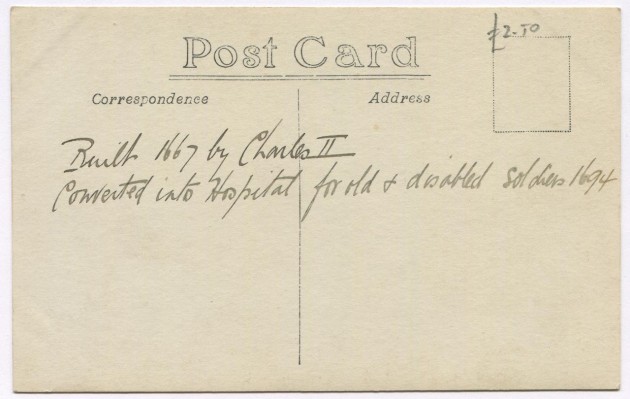 £2-50
Post Card
Correspondence
Address
Built 1667 by Charles II
Converted into Hospital for old & disabled soldiers 1694